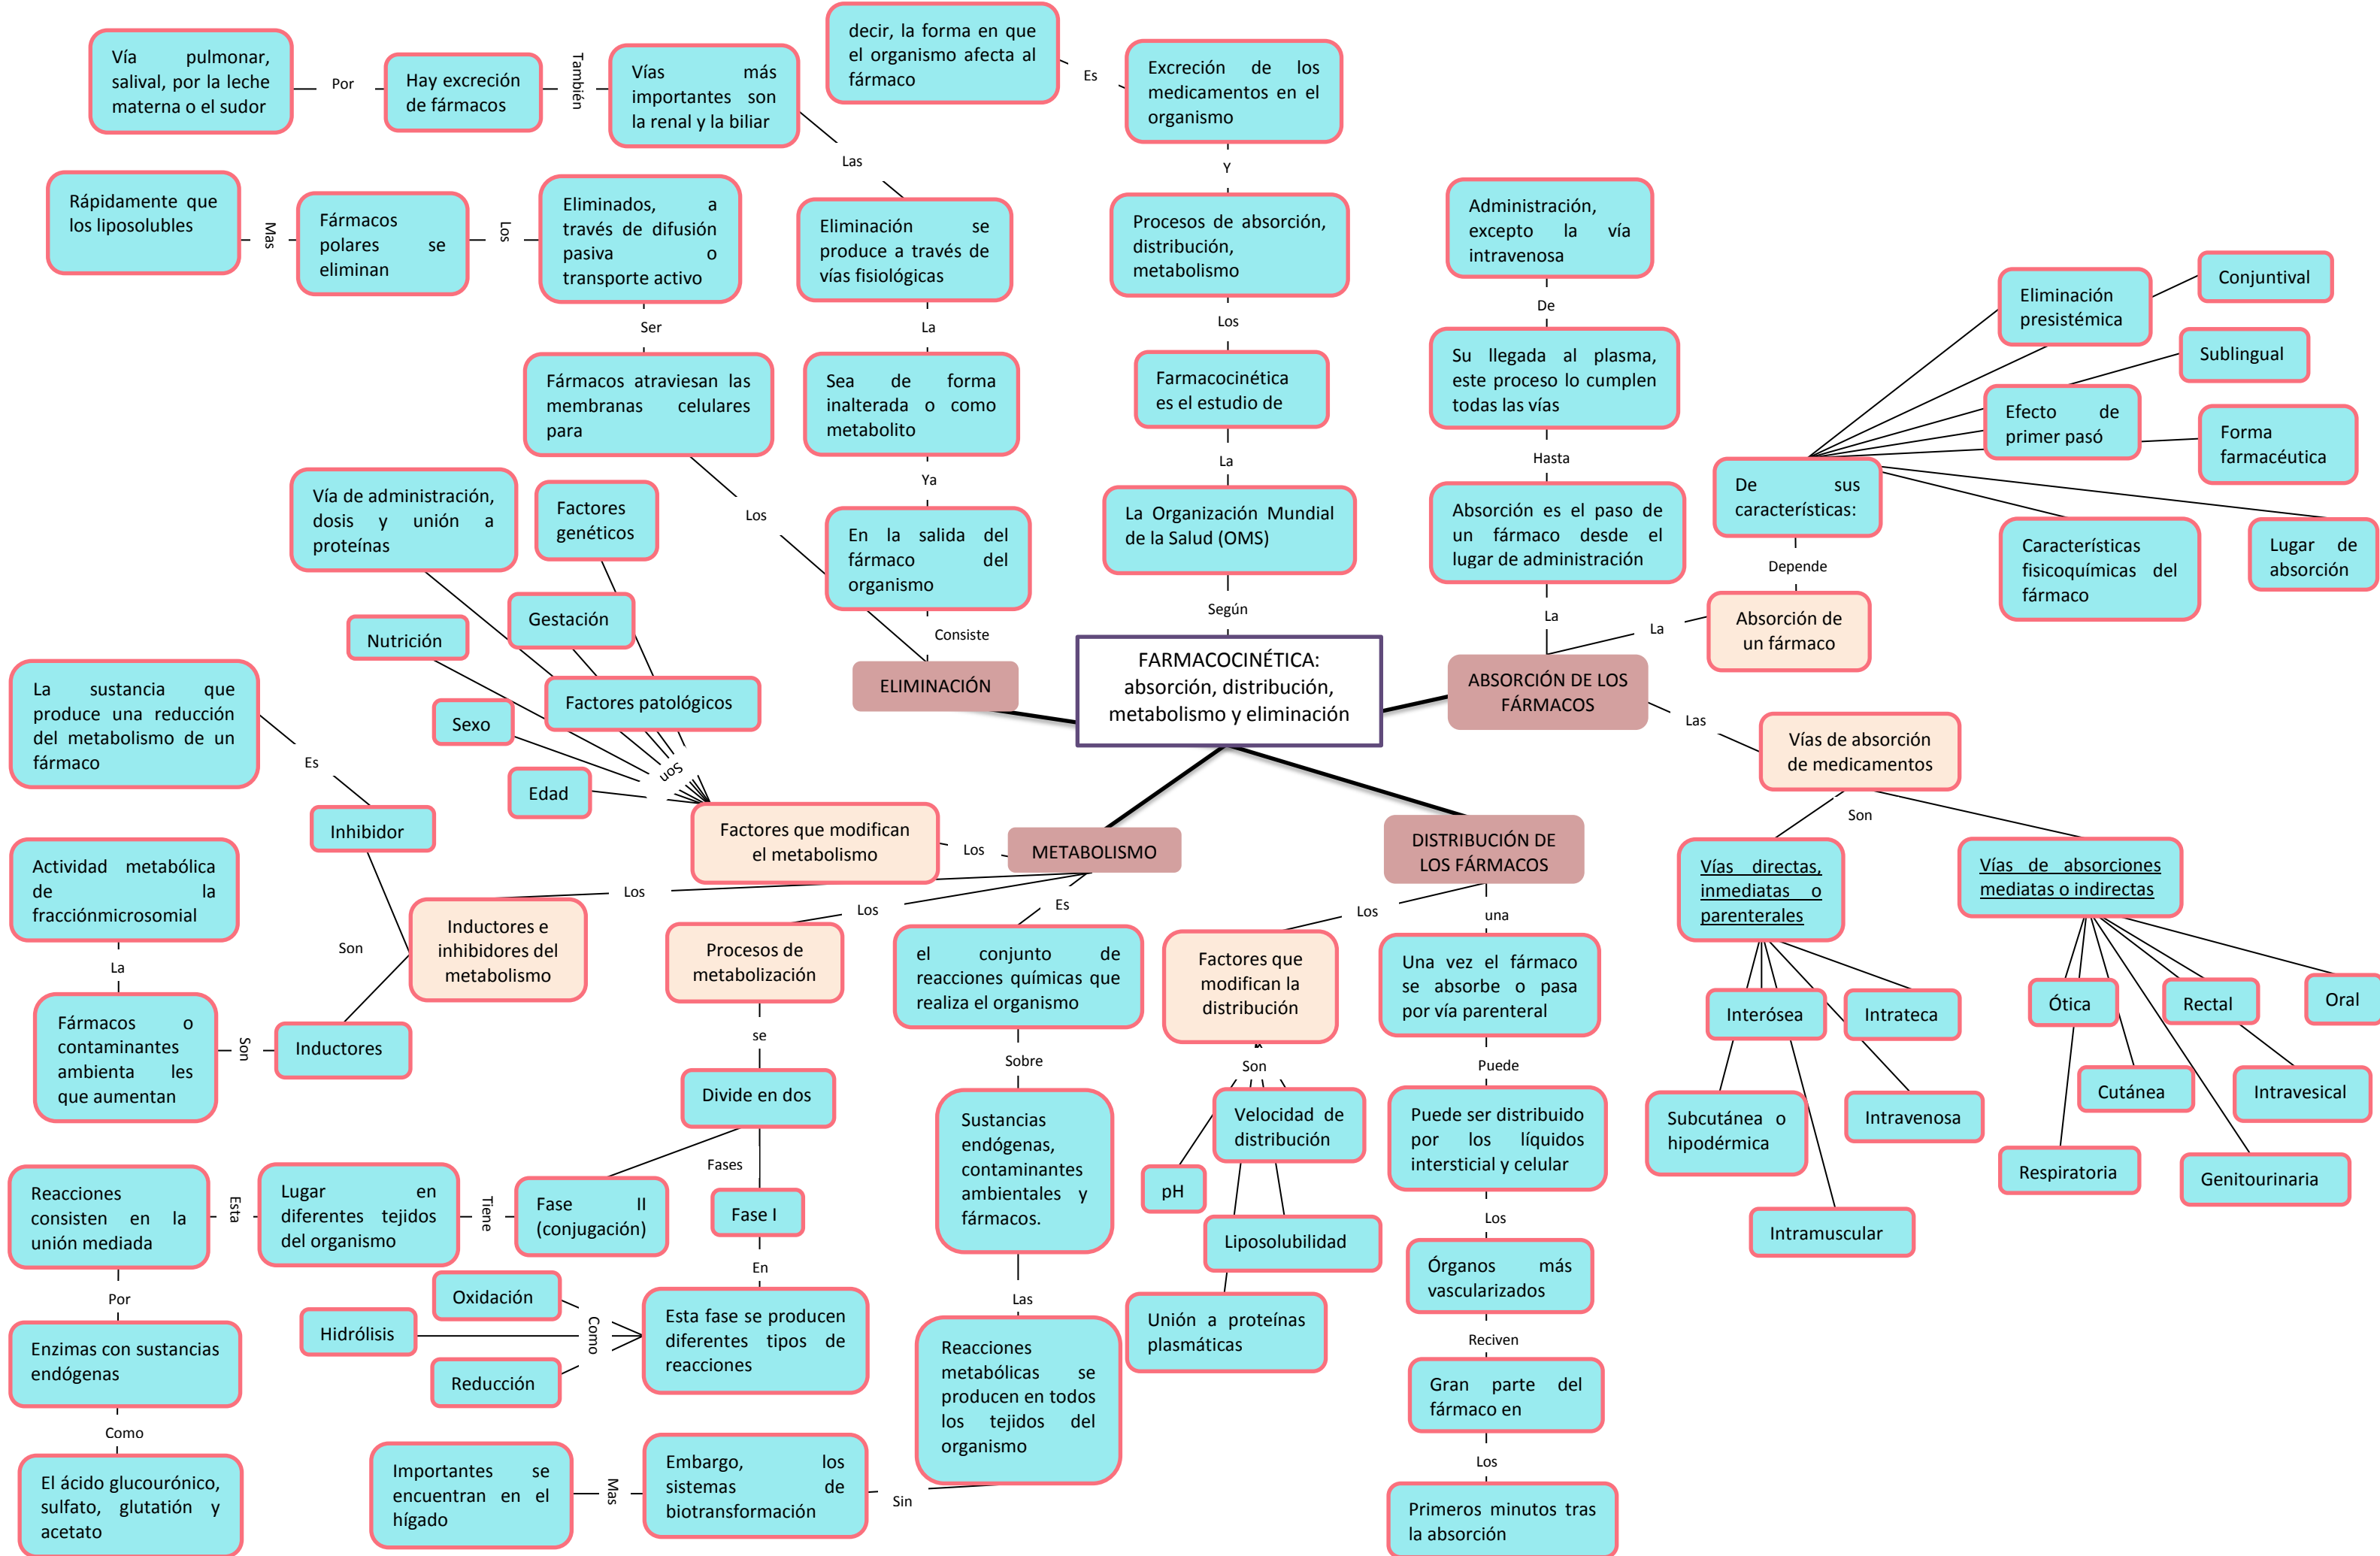 decir, la forma en que
el organismo afecta al
fármaco
Es
Excreción de los
medicamentos en el
organismo
Y
Procesos de absorción,
distribución,
metabolismo
Los
Farmacocinética
es el estudio de
La
La Organización Mundial
de la Salud (OMS)
Según
FARMACOCINÉTICA:
absorción, distribución,
metabolismo y eliminación
Vía pulmonar,
salival, por la leche
materna o el sudor
Por
Hay excreción
de fármacos
También
Vías más
importantes son
la renal y la biliar
Las
Eliminación se
produce a través de
vías fisiológicas
La
Sea de forma
inalterada o como
metabolito
Ya
En la salida del
fármaco del
organismo
Consiste
ELIMINACIÓN
Rápidamente que
los liposolubles
Mas
Fármacos
polares se
eliminan
Los
Eliminados, a
través de difusión
pasiva o
transporte activo
Ser
Fármacos atraviesan las
membranas celulares
para
Los
Administración,
excepto la vía
intravenosa
De
Su llegada al plasma,
este proceso lo cumplen
todas las vías
Hasta
Absorción es el paso de
un fármaco desde el
lugar de administración
La
ABSORCIÓN DE LOS
FÁRMACOS
La
Absorción de
un fármaco
Depende
De sus
características:
Eliminación
presistémica
Conjuntival
Sublingual
Efecto de
primer pasó
Forma
farmacéutica
Características
fisicoquímicas del
fármaco
Lugar de
absorción
Las
Vías de absorción
de medicamentos
Son
Vías directas,
inmediatas o
parenterales
Interósea
Intrateca
Subcutánea o
hipodérmica
Intravenosa
Intramuscular
Vías de absorciones
mediatas o indirectas
Ótica
Rectal
Oral
Cutánea
Intravesical
Respiratoria
Genitourinaria
Vía de administración,
dosis y unión a
proteínas
Factores
genéticos
Gestación
Nutrición
Factores patológicos
Sexo
Edad
Son
Factores que modifican
el metabolismo
Los
METABOLISMO
La sustancia que
produce una reducción
del metabolismo de un
fármaco
Es
Inhibidor
Actividad metabólica
de la
fracciónmicrosomial
La
Fármacos o
contaminantes
ambienta les
que aumentan
Son
Inductores
Son
Inductores e
inhibidores del
metabolismo
Los
Los
Procesos de
metabolización
se
Divide en dos
Fases
Fase II
(conjugación)
Tiene
Lugar en
diferentes tejidos
del organismo
Esta
Reacciones
consisten en la
unión mediada
Por
Enzimas con sustancias
endógenas
Como
El ácido glucourónico,
sulfato, glutatión y
acetato
Fase I
En
Esta fase se producen
diferentes tipos de
reacciones
Como
Oxidación
Hidrólisis
Reducción
Es
el conjunto de
reacciones químicas que
realiza el organismo
Sobre
Sustancias
endógenas,
contaminantes
ambientales y
fármacos.
Las
Reacciones
metabólicas se
producen en todos
los tejidos del
organismo
Sin
Embargo, los
sistemas de
biotransformación
Mas
Importantes se
encuentran en el
hígado
DISTRIBUCIÓN DE
LOS FÁRMACOS
Los
Factores que
modifican la
distribución
Son
Velocidad de
distribución
pH
Liposolubilidad
Unión a proteínas
plasmáticas
una
Una vez el fármaco
se absorbe o pasa
por vía parenteral
Puede
Puede ser distribuido
por los líquidos
intersticial y celular
Los
Órganos más
vascularizados
Reciven
Gran parte del
fármaco en
Los
Primeros minutos tras
la absorción